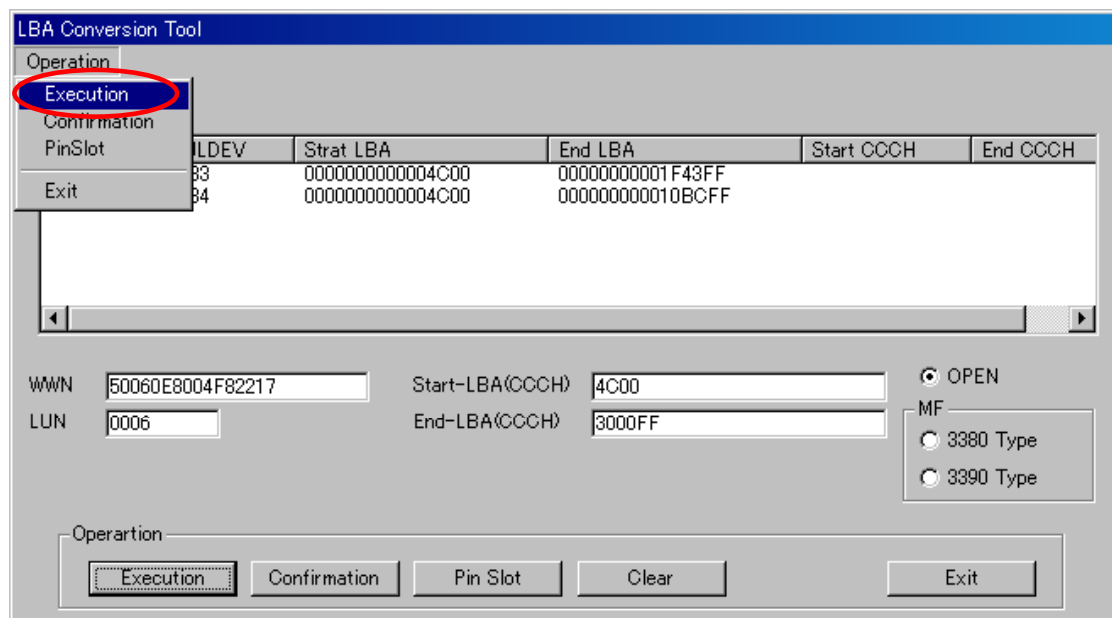 LBA Conversion Tool
Operation
Execution
Confirmation
PinSlot
Exit
LDEV Strat LBA End LBA Start CCCH End CCCH
33 0000000000004C00 00000000001F43FF
34 0000000000004C00 000000000010BCFF
WWN 50060E8004F82217 Start-LBA(CCCH) 4C00 OPEN
LUN 0006 End-LBA(CCCH) 3000FF MF
3380 Type
3390 Type
Operartion
Execution Confirmation Pin Slot Clear Exit